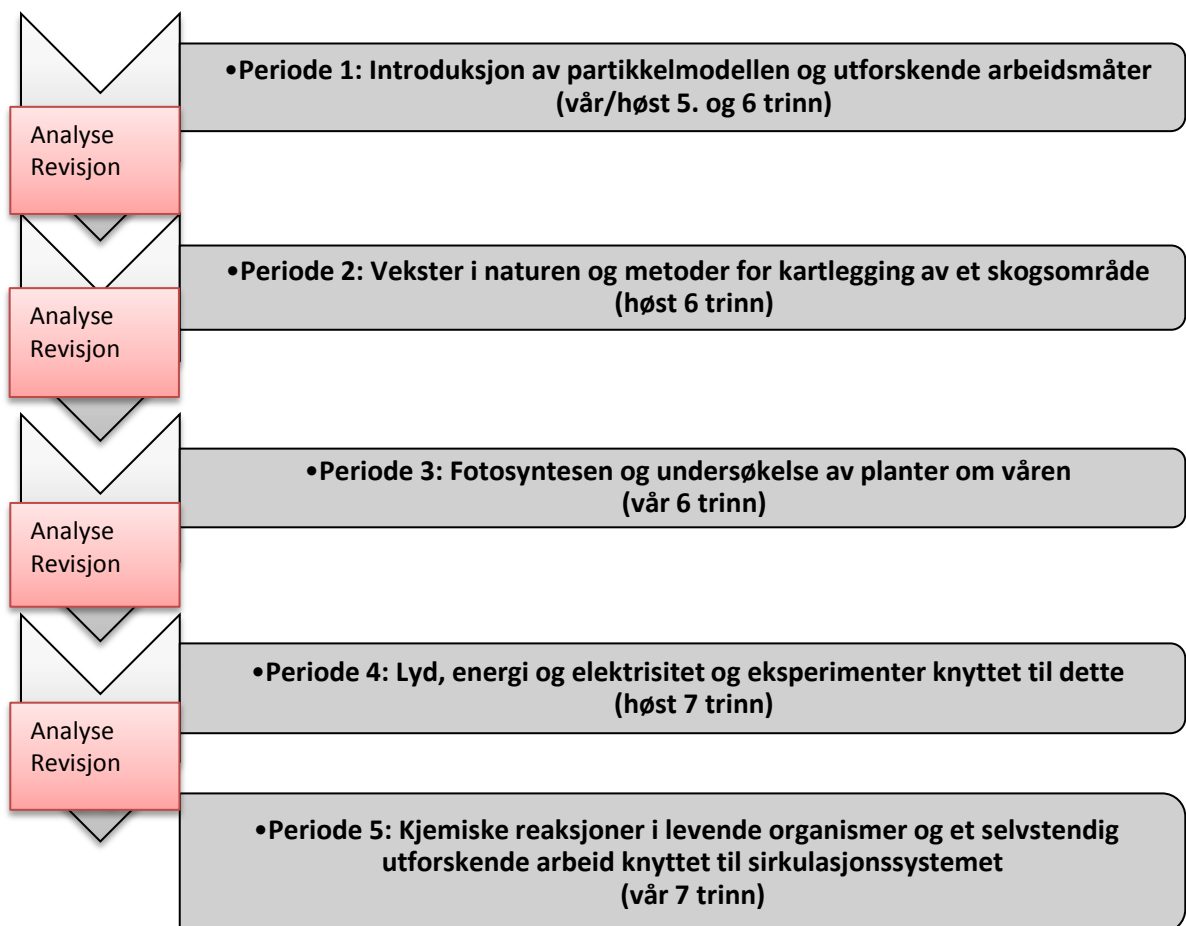 •Periode 1: Introduksjon av partikkelmodellen og utforskende arbeidsmåter
(vår/høst 5. og 6 trinn)
Analyse
Revisjon
•Periode 2: Vekster i naturen og metoder for kartlegging av et skogsområde
(høst 6 trinn)
Analyse
Revisjon
•Periode 3: Fotosyntesen og undersøkelse av planter om våren
(vår 6 trinn)
Analyse
Revisjon
•Periode 4: Lyd, energi og elektrisitet og eksperimenter knyttet til dette
(høst 7 trinn)
Analyse
Revisjon
•Periode 5: Kjemiske reaksjoner i levende organismer og et selvstendig
utforskende arbeid knyttet til sirkulasjonssystemet
(vår 7 trinn)